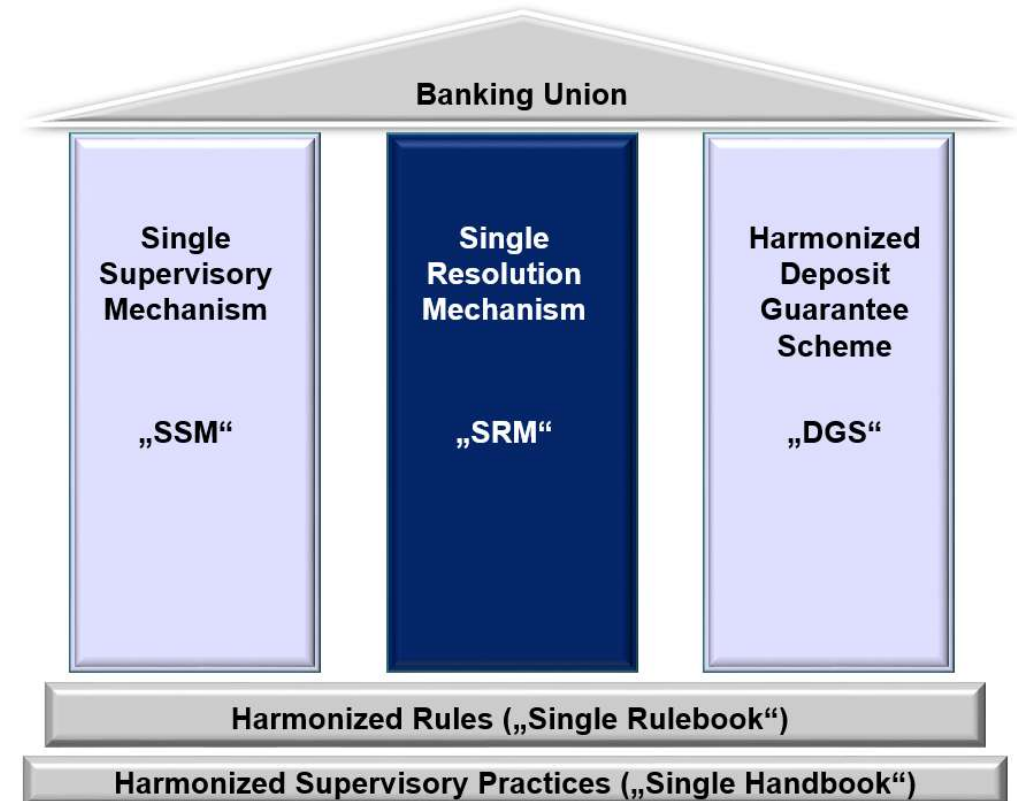 Banking Union
Single
Supervisory
Mechanism
„SSM“
Single
Resolution
Mechanism
„SRM“
Harmonized
Deposit
Guarantee
Scheme
„DGS“
Harmonized Rules („Single Rulebook“)
Harmonized Supervisory Practices („Single Handbook“)